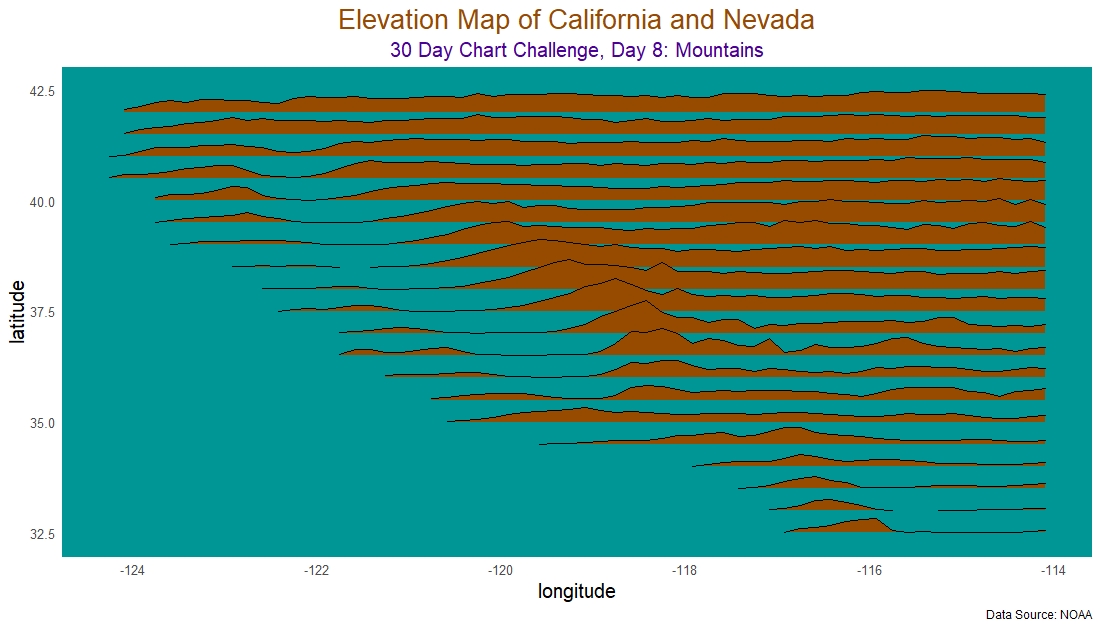 Elevation Map of California and Nevada
30 Day Chart Challenge, Day 8: Mountains
42.5
40.0
37.5
35.0
32.5
latitude
-124
-122
-120
-118
-116
-114
longitude
Data Source: NOAA